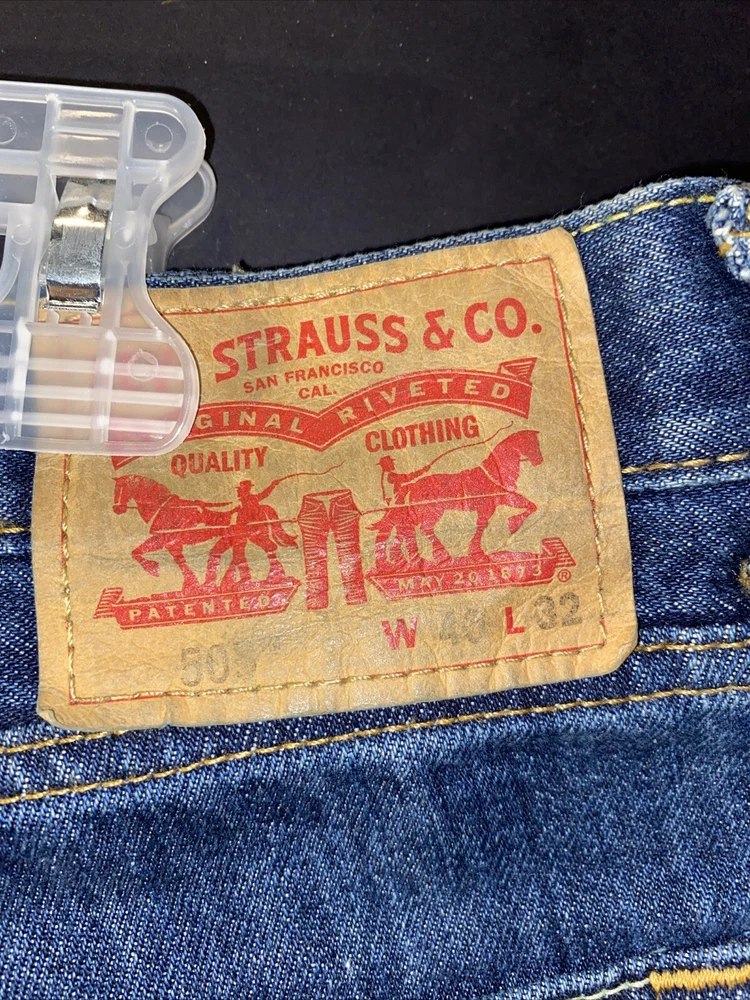 STRAUSS & CO.
SAN FRANCISCO
CAL.
GINAL RIVETED
QUALITY CLOTHING
PATENTED MAY 20 1873 ®
W 40 L 32